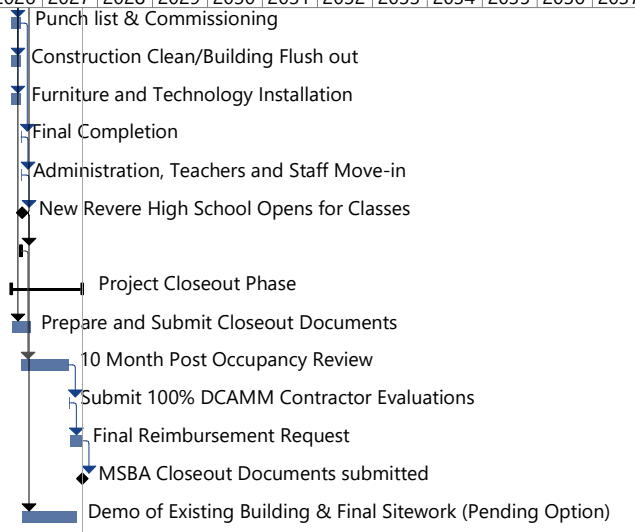 2026 2027 2028 2029 2030 2031 2032 2033 2034 2035 2036 2037
Punch list & Commissioning
Construction Clean/Building Flush out
Furniture and Technology Installation
Final Completion
Administration, Teachers and Staff Move-in
New Revere High School Opens for Classes
Project Closeout Phase
Prepare and Submit Closeout Documents
10 Month Post Occupancy Review
Submit 100% DCAMM Contractor Evaluations
Final Reimbursement Request
MSBA Closeout Documents submitted
Demo of Existing Building & Final Sitework (Pending Option)